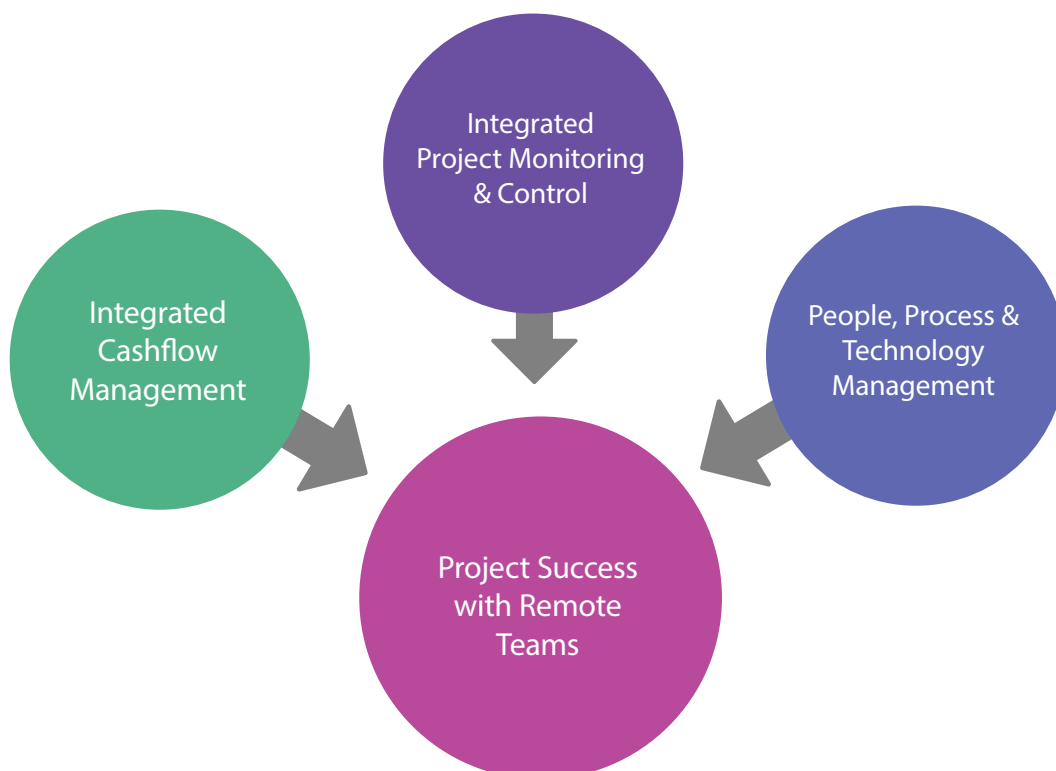 Integrated
Project Monitoring
& Control
Integrated
Cashflow
Management
People, Process &
Technology
Management
Project Success
with Remote
Teams